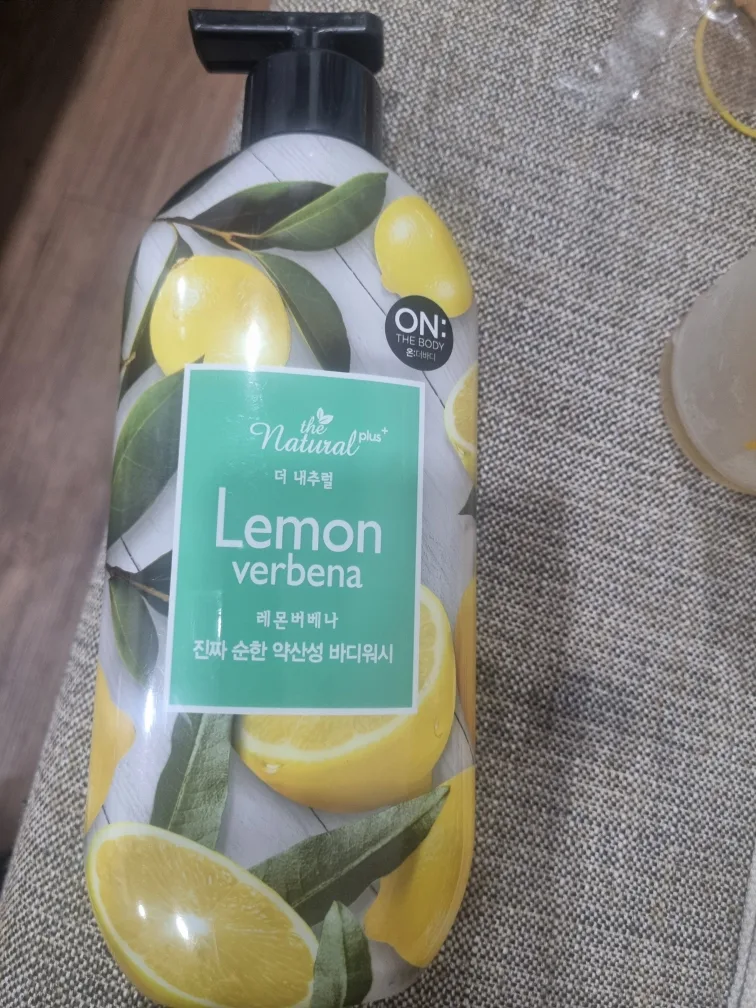 ON:
THE BODY
온:더바디
the
Natural plus+
더 내추럴
Lemon
verbena
레몬버베나
진짜 순한 약산성 바디워시